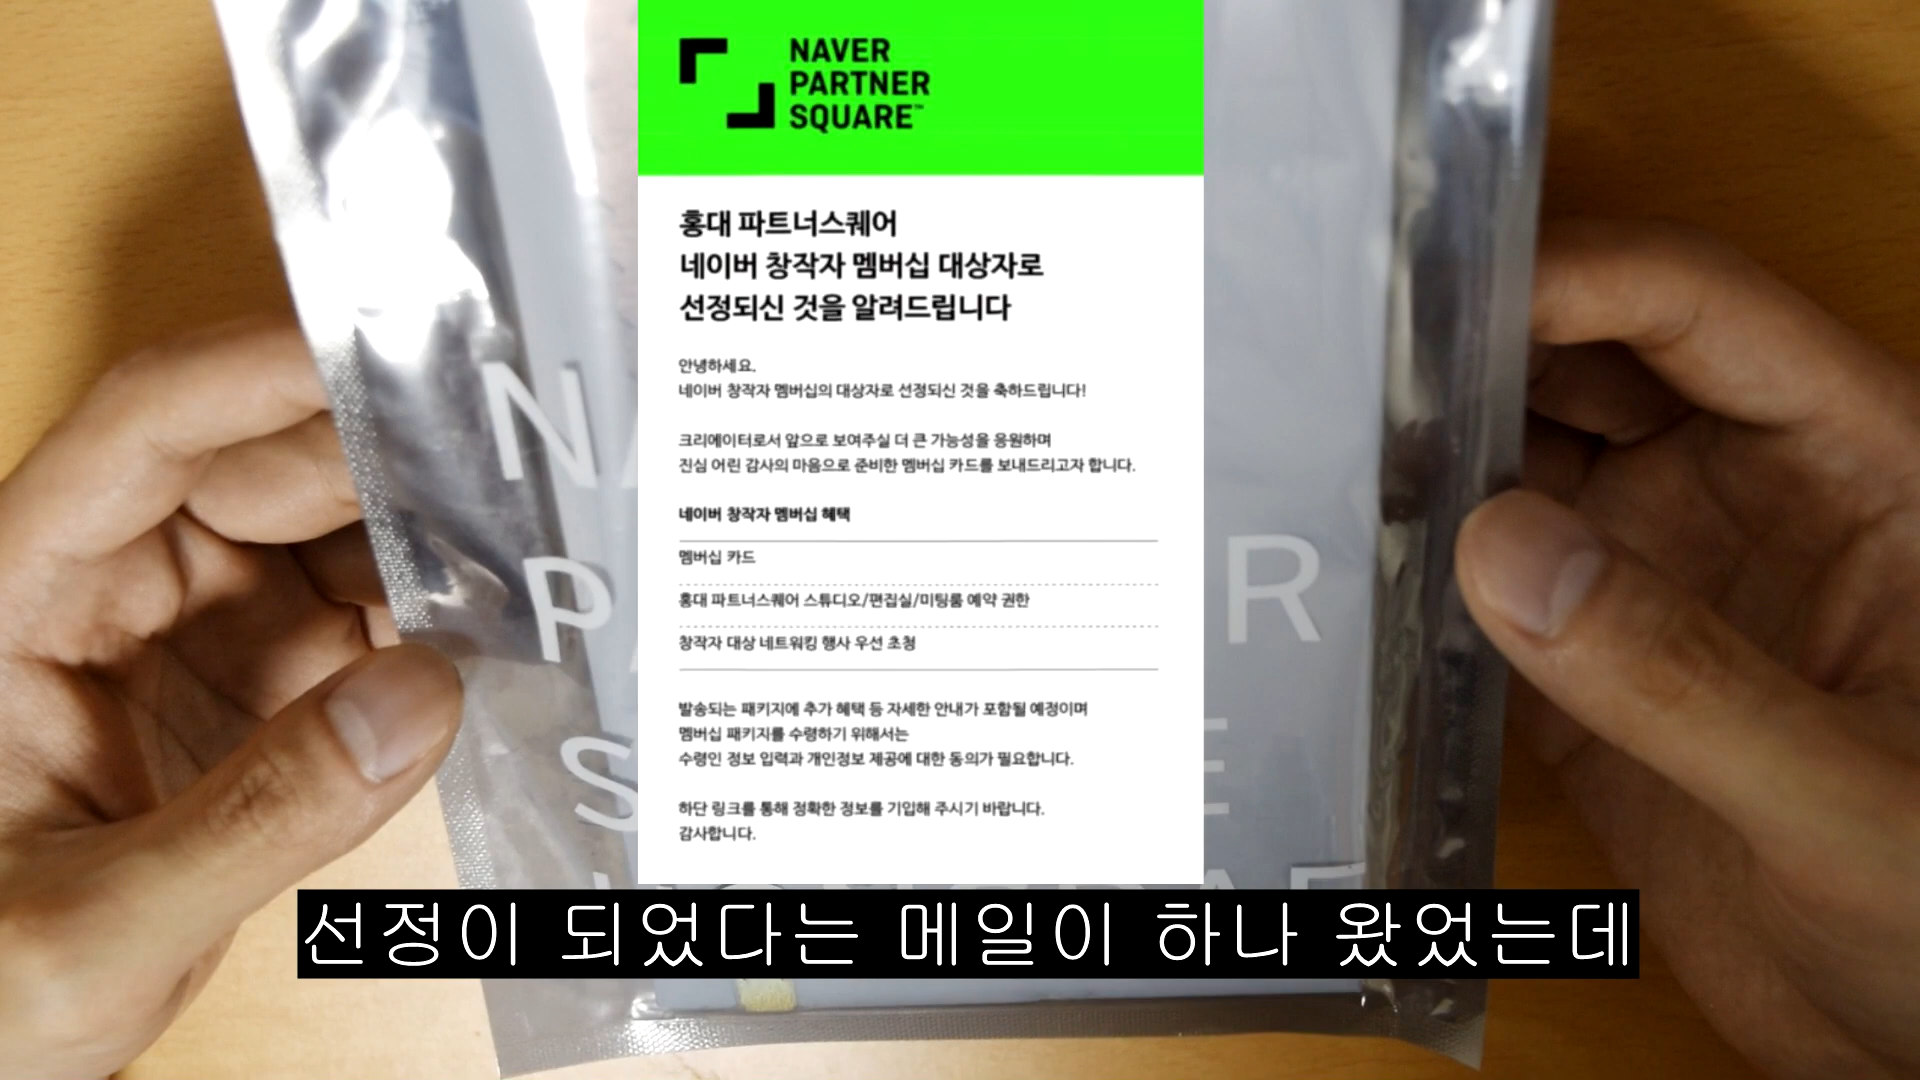 NAVER
PARTNER
SQUARE™
홍대 파트너스퀘어
네이버 창작자 멤버십 대상자로
선정되신 것을 알려드립니다
안녕하세요.
네이버 창작자 멤버십의 대상자로 선정되신 것을 축하드립니다!
크리에이터로서 앞으로 보여주실 더 큰 가능성을 응원하며
진심 어린 감사의 마음으로 준비한 멤버십 카드를 보내드리고자 합니다.
네이버 창작자 멤버십 혜택
멤버십 카드
홍대 파트너스퀘어 스튜디오/편집실/미팅룸 예약 권한
창작자 대상 네트워킹 행사 우선 초청
발송되는 패키지에 추가 혜택 등 자세한 안내가 포함될 예정이며
멤버십 패키지를 수령하기 위해서는
수령인 정보 입력과 개인정보 제공에 대한 동의가 필요합니다.
하단 링크를 통해 정확한 정보를 기입해 주시기 바랍니다.
감사합니다.
선정이 되었다는 메일이 하나 왔었는데